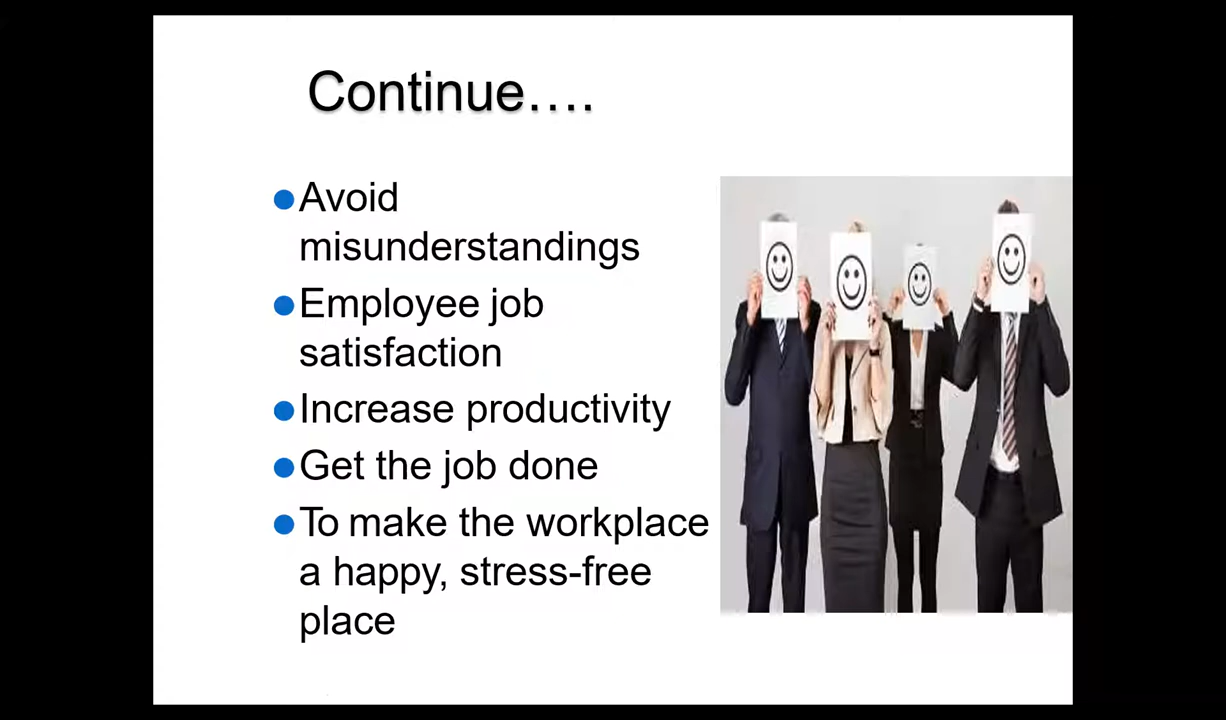 Continue….
Avoid
misunderstandings
Employee job
satisfaction
Increase productivity
Get the job done
To make the workplace
a happy, stress-free
place